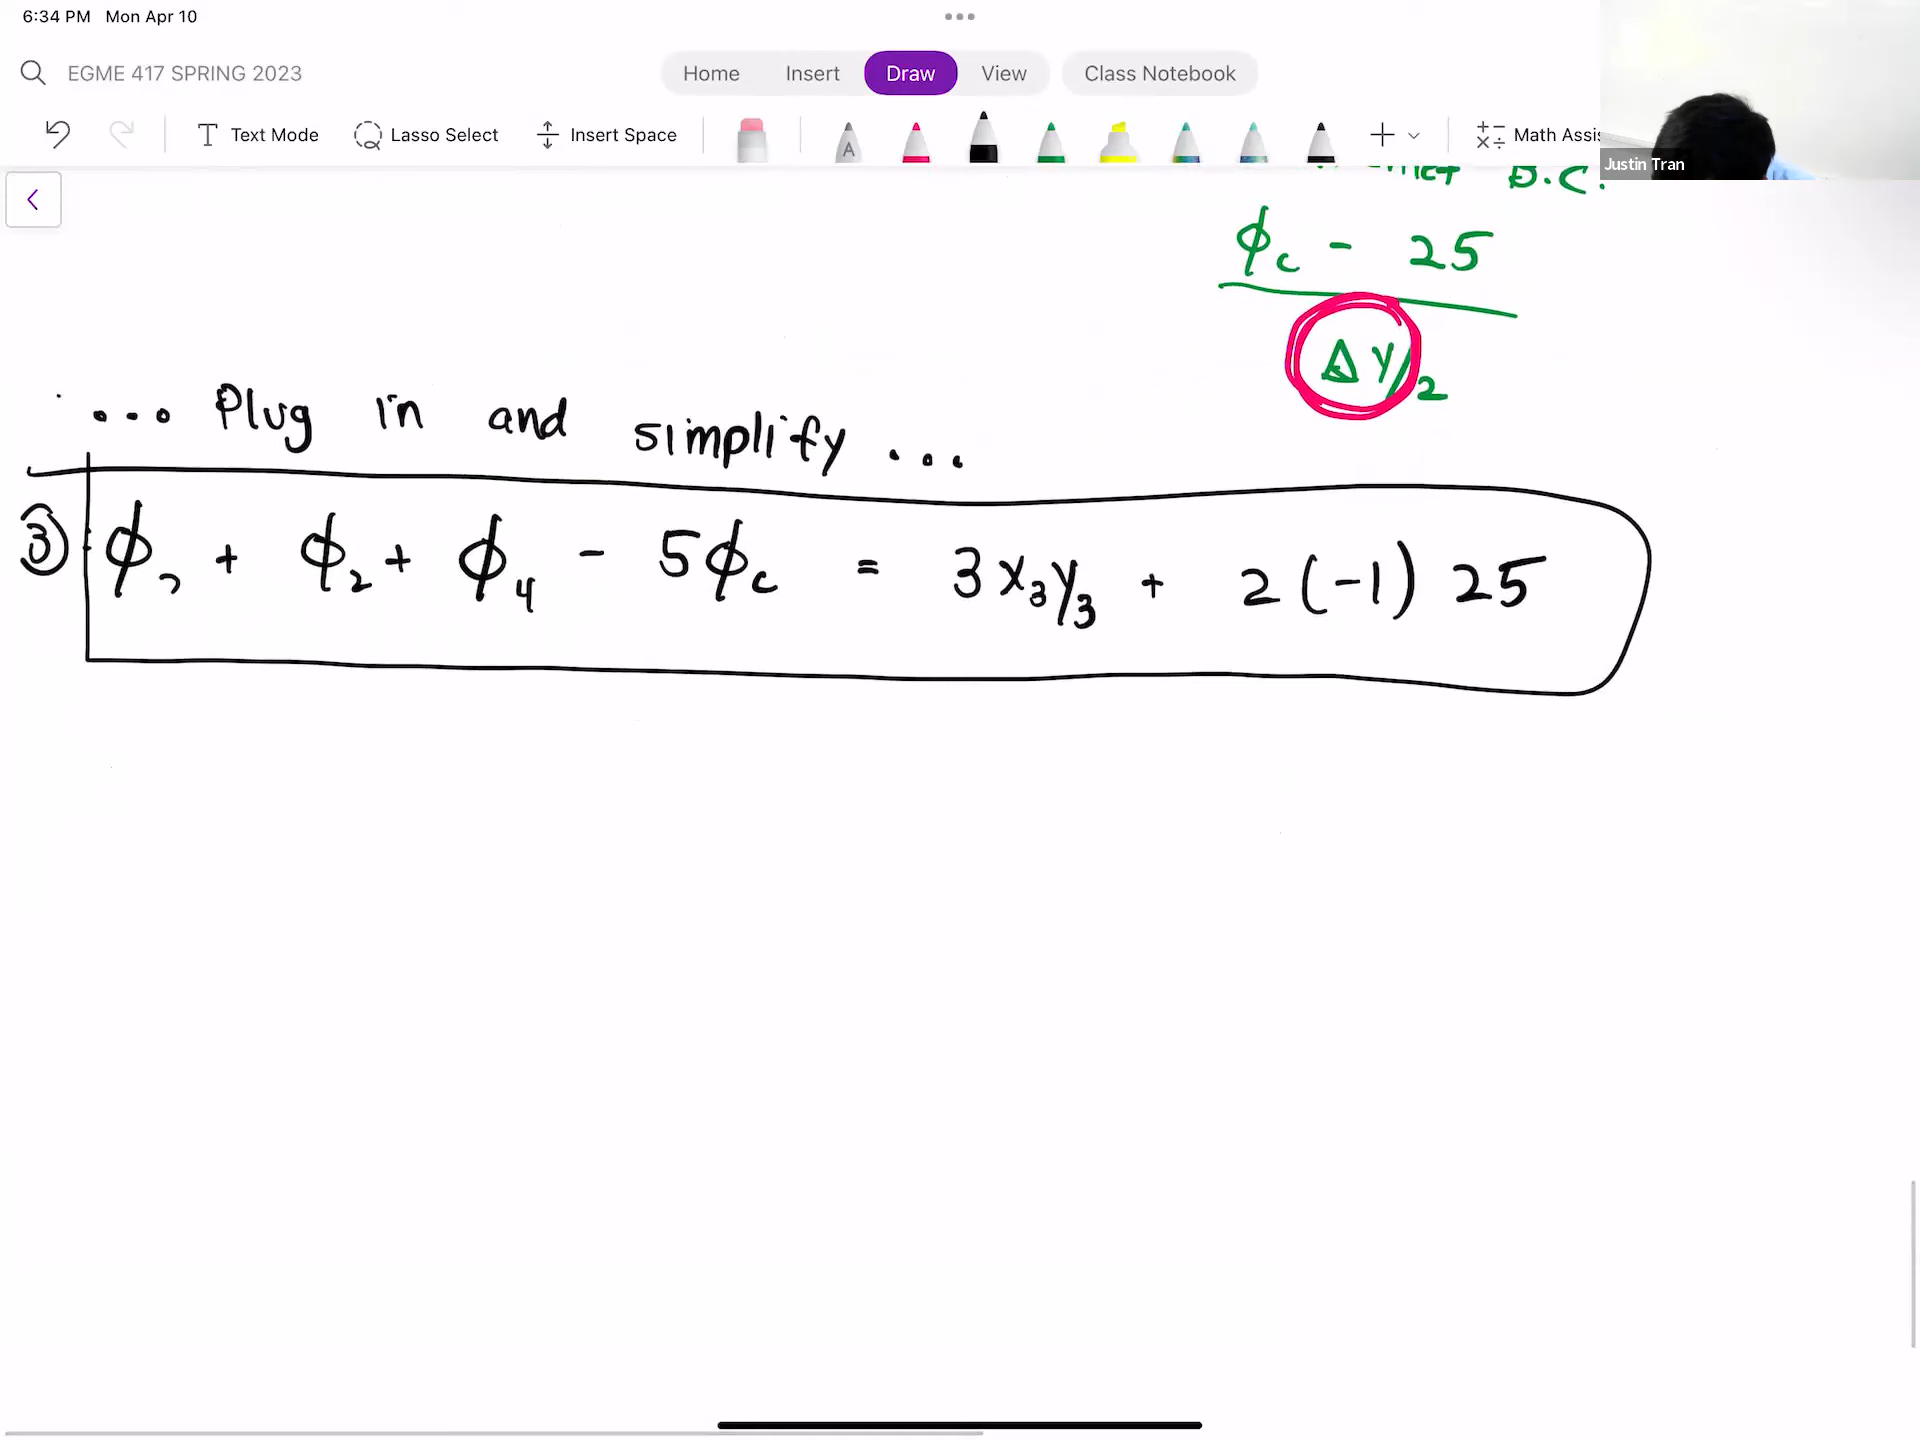 6:34 PM Mon Apr 10
EGME 417 SPRING 2023
Home Insert Draw View Class Notebook
Text Mode Lasso Select Insert Space A Math Assis
Justin Tran
B.C.
ϕc - 25
Δy/2
... Plug in and simplify ...
③: ϕ + ϕ2 + ϕ4 - 5ϕc = 3x3y3 + 2(-1) 25